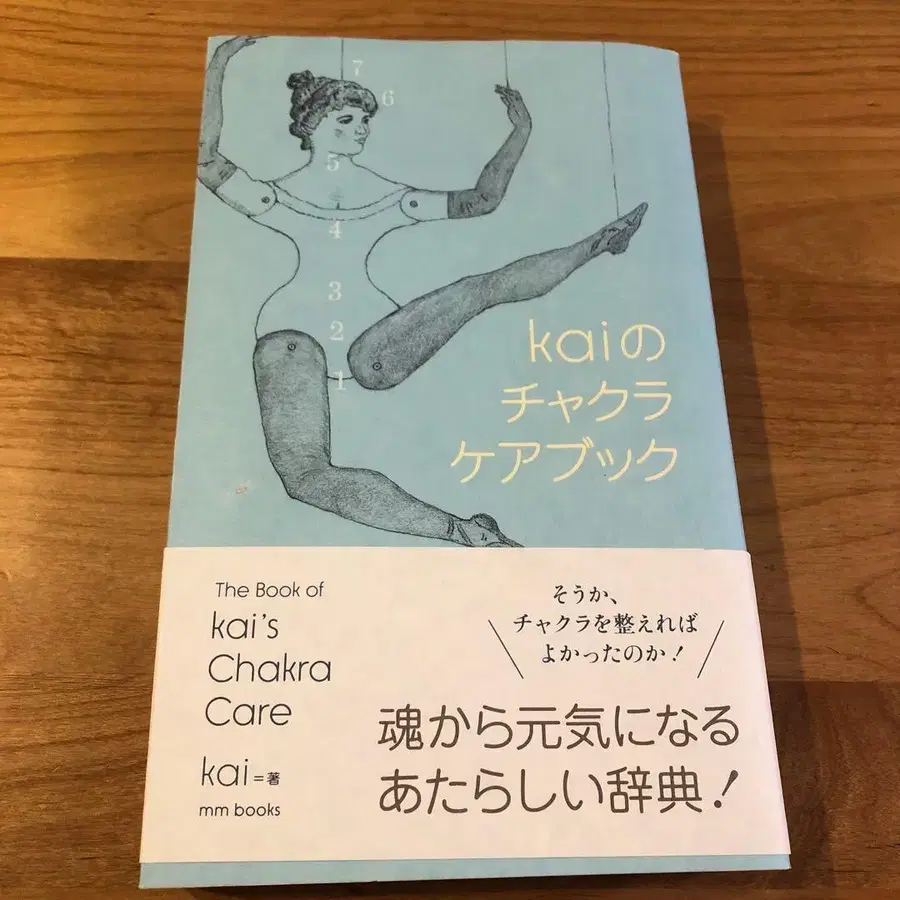 7
6
5
4
3
2
1
kaiの
チャクラ
ケアブック
The Book of
kai's
Chakra
Care
kai=著
mm books
そうか、
チャクラを整えれば
よかったのか!
魂から元気になる
あたらしい辞典!